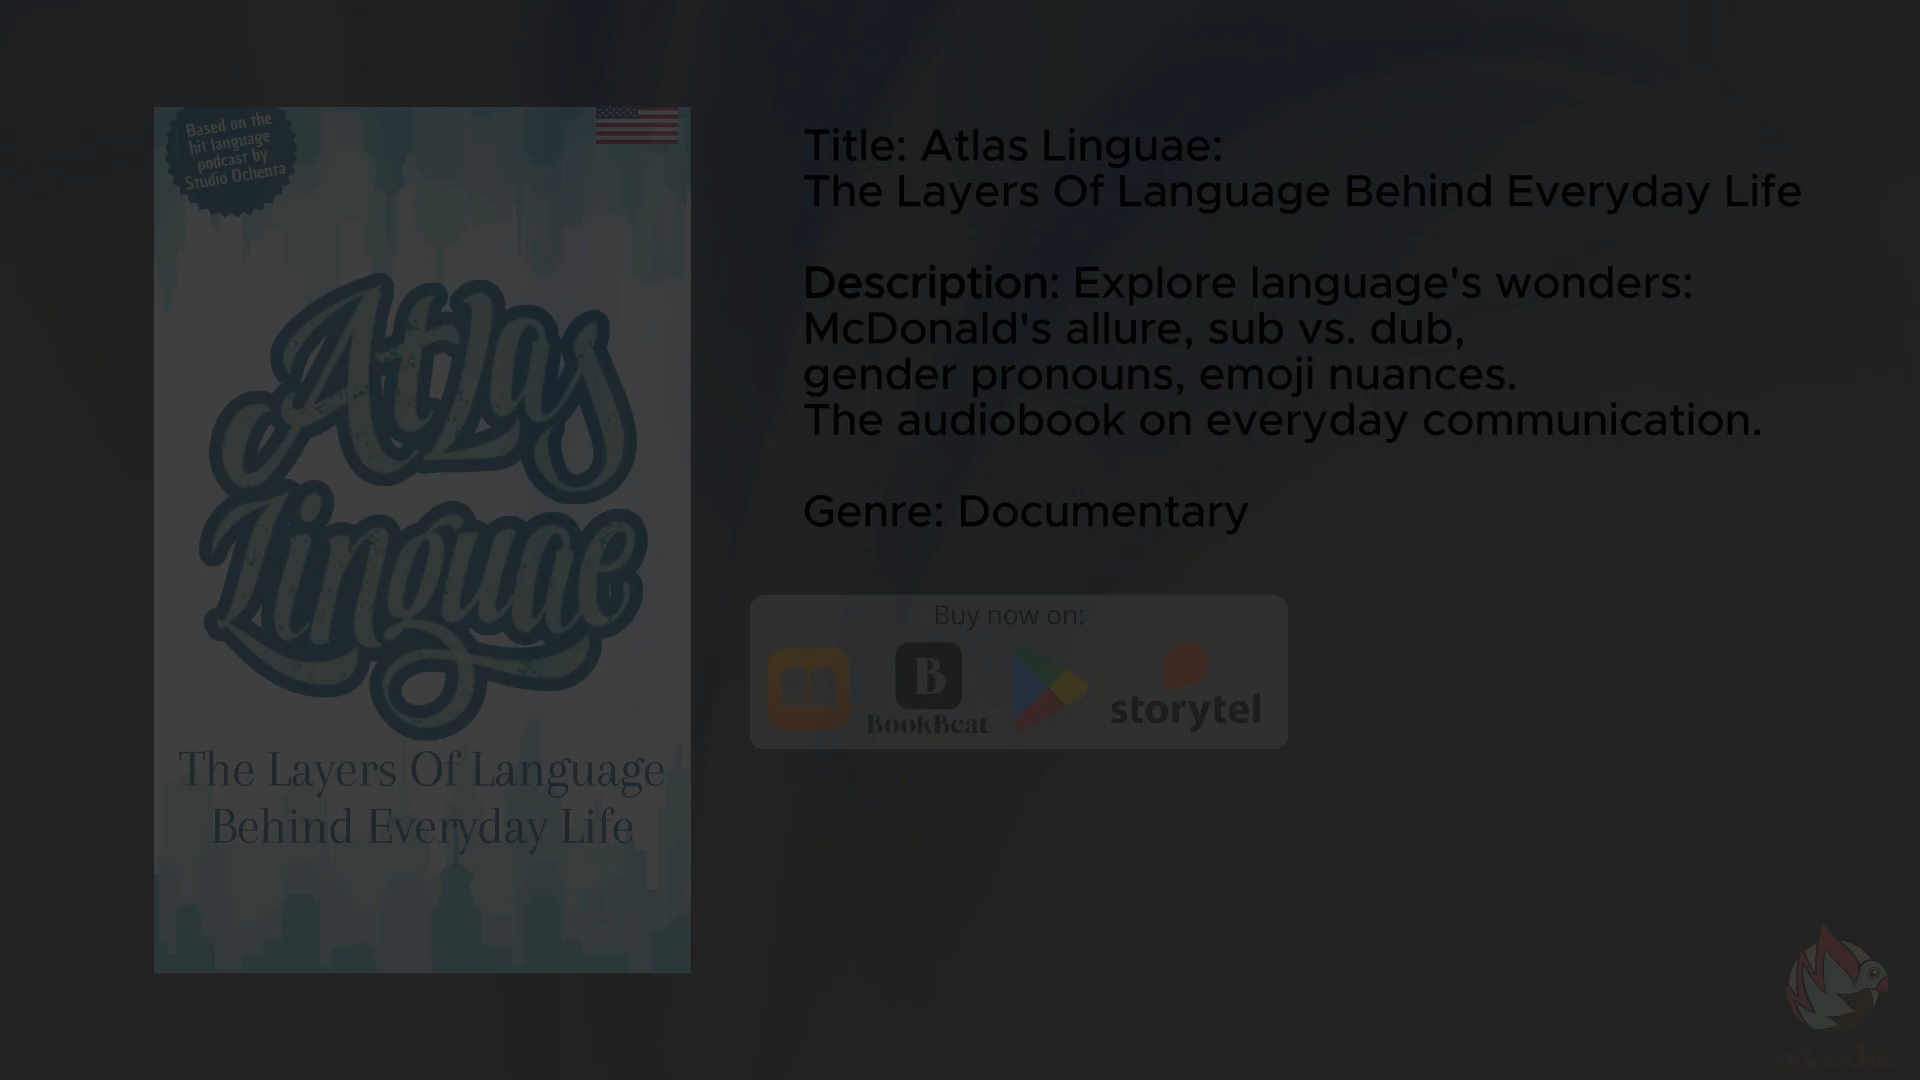 Based on the
hit language
podcast by
Studio Ochenta
Atlas
Linguae
The Layers Of Language
Behind Everyday Life
Title: Atlas Linguae:
The Layers Of Language Behind Everyday Life
Description: Explore language's wonders:
McDonald's allure, sub vs. dub,
gender pronouns, emoji nuances.
The audiobook on everyday communication.
Genre: Documentary
Buy now on:
B
BookBeat
storytel